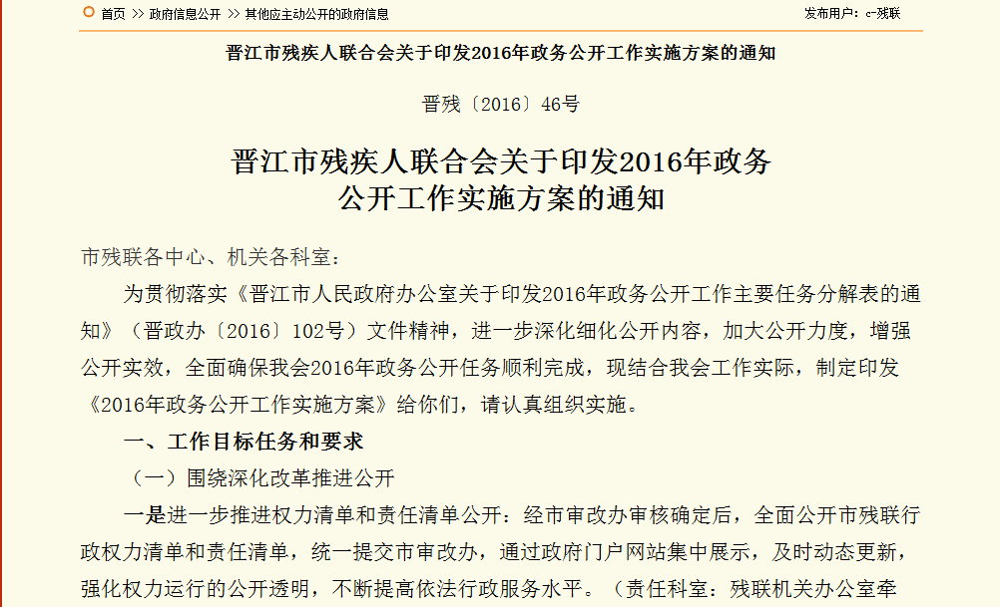 首页 >> 政府信息公开 >> 其他应主动公开的政府信息 发布用户：c-残联
晋江市残疾人联合会关于印发2016年政务公开工作实施方案的通知
晋残〔2016〕46号
晋江市残疾人联合会关于印发2016年政务
公开工作实施方案的通知
市残联各中心、机关各科室：
为贯彻落实《晋江市人民政府办公室关于印发2016年政务公开工作主要任务分解表的通
知》（晋政办〔2016〕102号）文件精神，进一步深化细化公开内容，加大公开力度，增强
公开实效，全面确保我会2016年政务公开任务顺利完成，现结合我会工作实际，制定印发
《2016年政务公开工作实施方案》给你们，请认真组织实施。
一、工作目标任务和要求
（一）围绕深化改革推进公开
一是进一步推进权力清单和责任清单公开：经市审改办审核确定后，全面公开市残联行
政权力清单和责任清单，统一提交市审改办，通过政府门户网站集中展示，及时动态更新，
强化权力运行的公开透明，不断提高依法行政服务水平。（责任科室：残联机关办公室牵